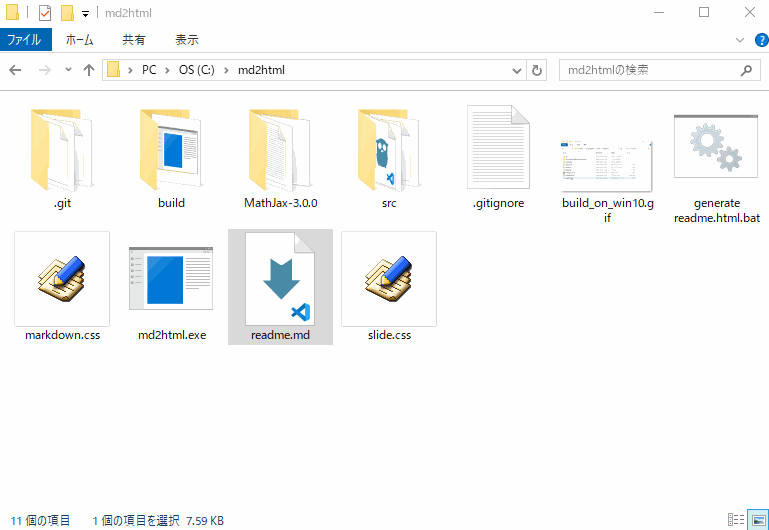 md2html
ファイル ホーム 共有 表示
PC OS (C:) md2html md2htmlの検索
.git build MathJax-3.0.0 src .gitignore build_on_win10.g generate
if readme.html.bat
markdown.css md2html.exe readme.md slide.css
11 個の項目 1 個の項目を選択 7.59 KB